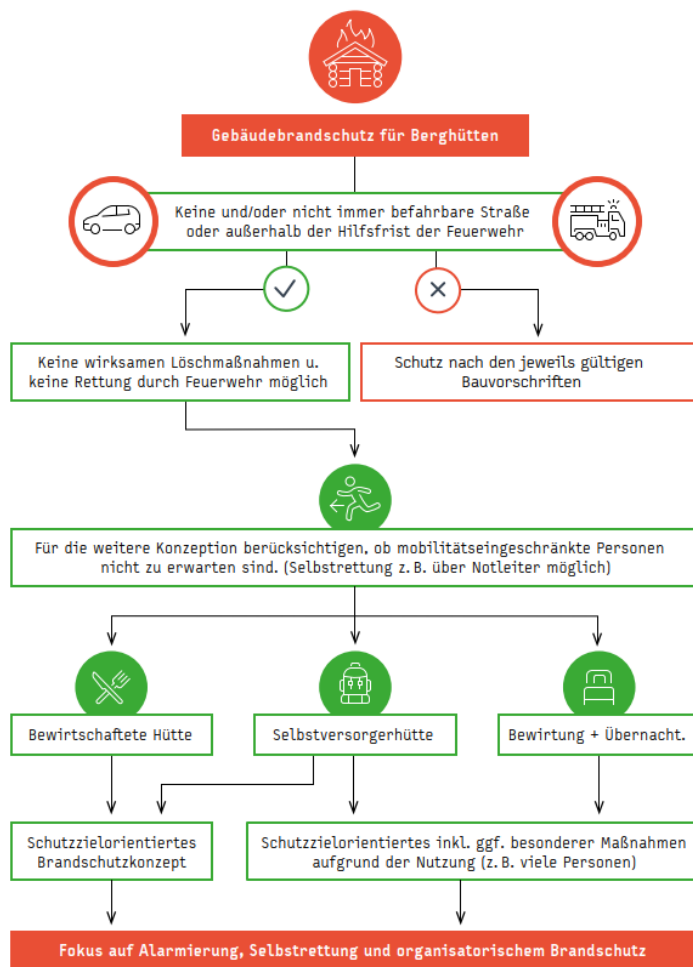 Gebäudebrandschutz für Berghütten
Keine und/oder nicht immer befahrbare Straße
oder außerhalb der Hilfsfrist der Feuerwehr
Keine wirksamen Löschmaßnahmen u.
keine Rettung durch Feuerwehr möglich
Schutz nach den jeweils gültigen
Bauvorschriften
Für die weitere Konzeption berücksichtigen, ob mobilitätseingeschränkte Personen
nicht zu erwarten sind. (Selbstrettung z. B. über Notleiter möglich)
Bewirtschaftete Hütte
Selbstversorgerhütte
Bewirtung + Übernacht.
Schutzzielorientiertes
Brandschutzkonzept
Schutzzielorientiertes inkl. ggf. besonderer Maßnahmen
aufgrund der Nutzung (z. B. viele Personen)
Fokus auf Alarmierung, Selbstrettung und organisatorischem Brandschutz